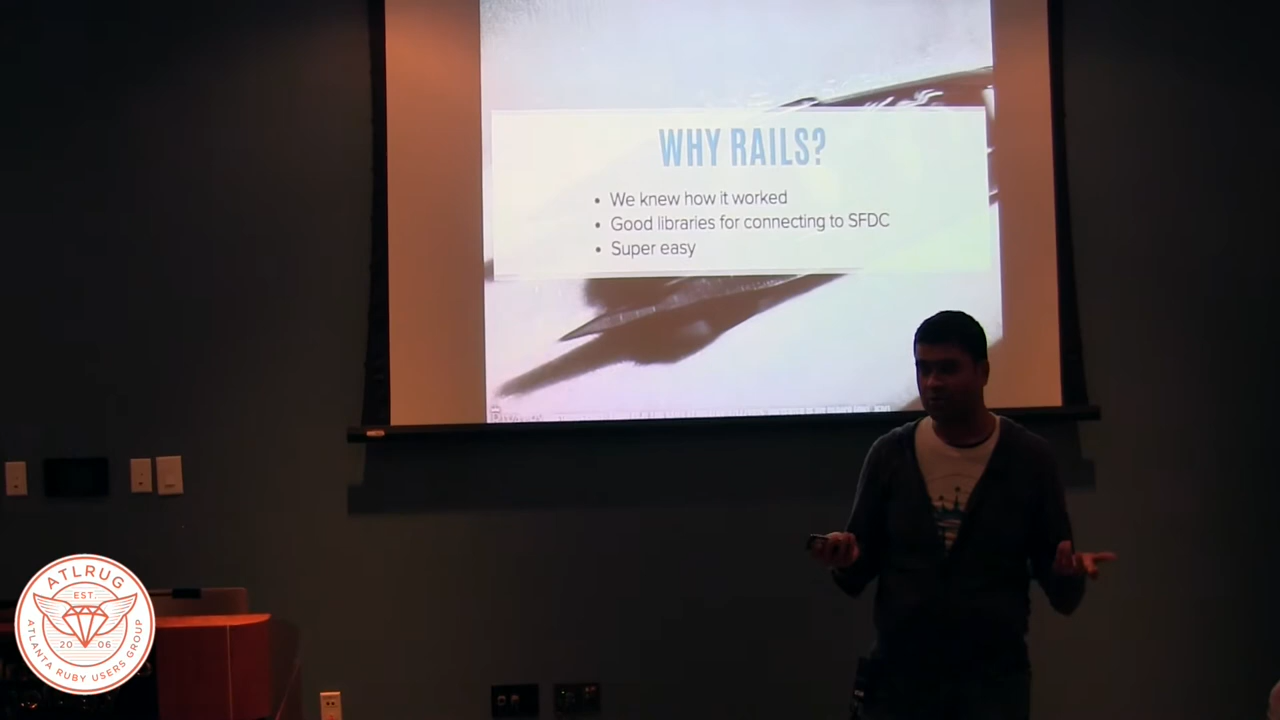 WHY RAILS?
• We knew how it worked
• Good libraries for connecting to SFDC
• Super easy
ATLRUG
EST.
20 06
ATLANTA RUBY USERS GROUP